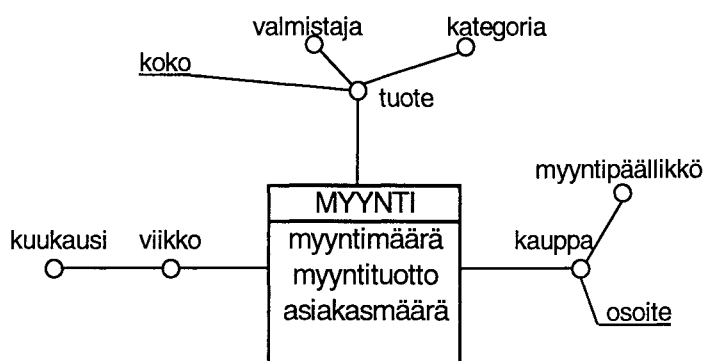 valmistaja
kategoria
koko
tuote
MYYNTI
myyntimäärä
myyntituotto
asiakasmäärä
kuukausi
viikko
kauppa
myyntipäällikkö
osoite